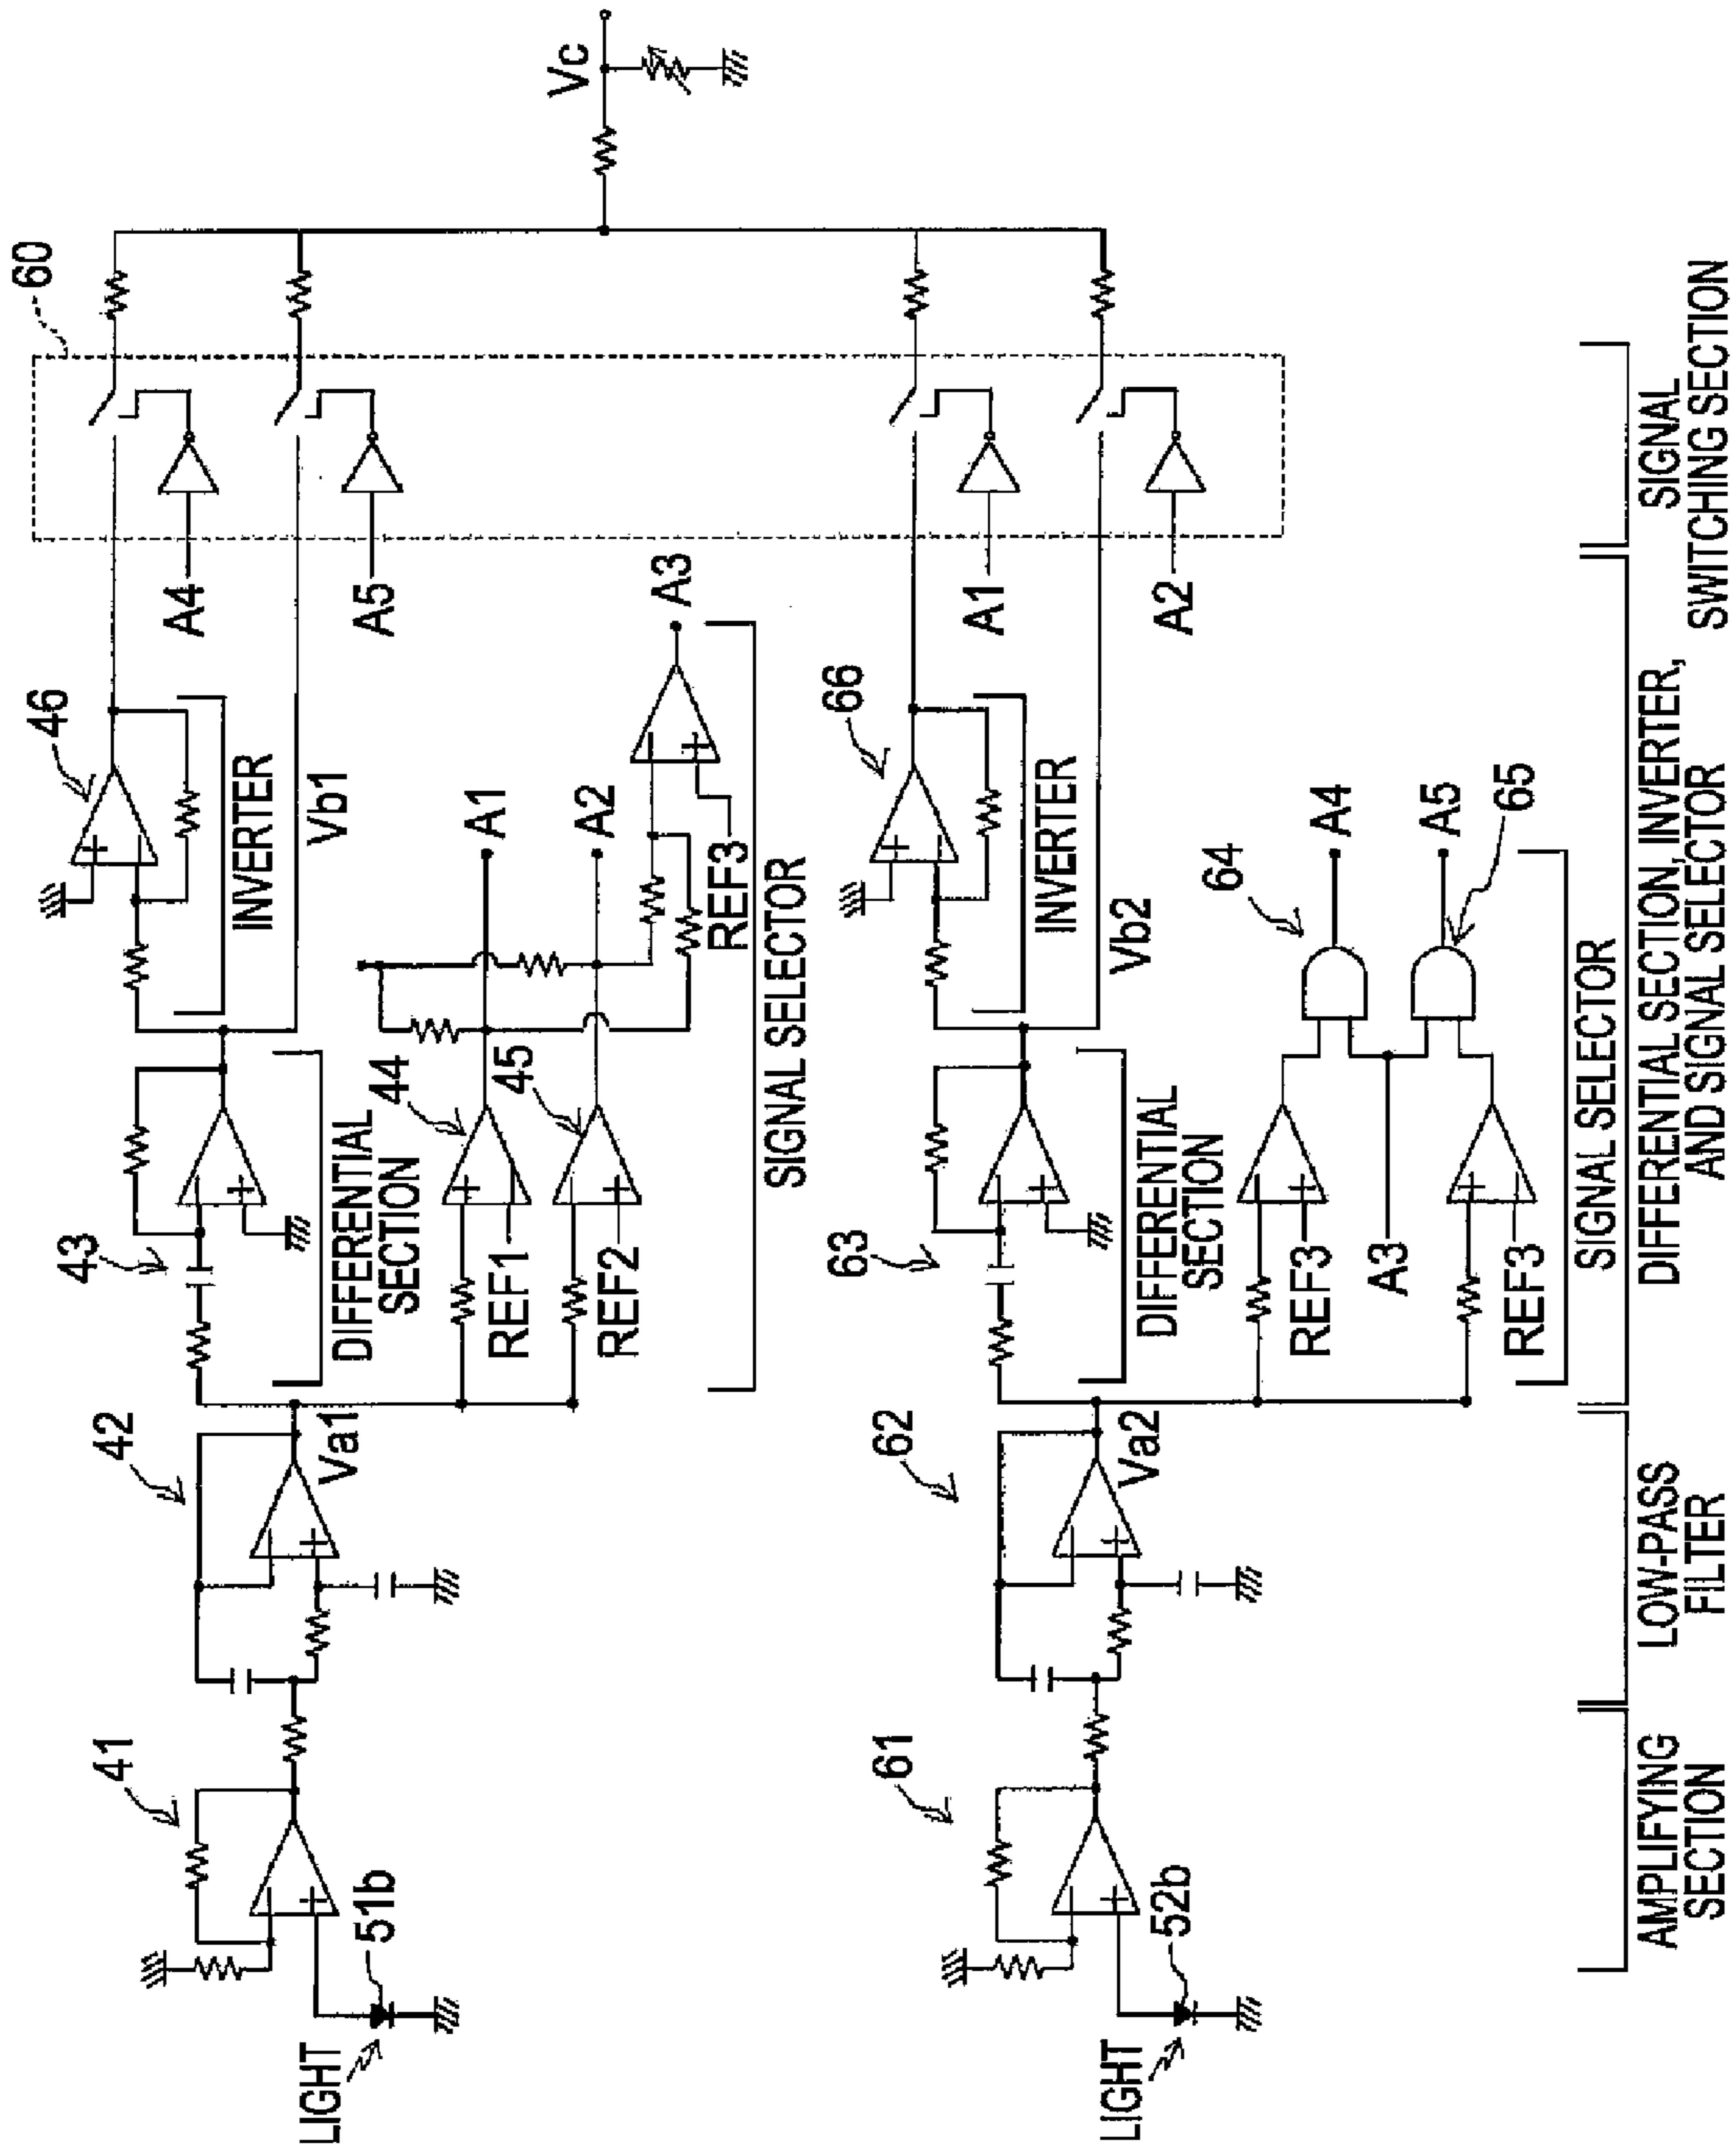 60
Vc
46
INVERTER
Vb1
A4
A5
43
DIFFERENTIAL
SECTION
42
Va1
41
51b
LIGHT
44
45
REF1
REF2
A1
A2
A3
REF3
SIGNAL SELECTOR
66
INVERTER
Vb2
A1
A2
63
DIFFERENTIAL
SECTION
62
Va2
61
52b
LIGHT
64
A4
A5
65
REF3
A3
REF3
SIGNAL SELECTOR
AMPLIFYING
SECTION
LOW-PASS
FILTER
DIFFERENTIAL SECTION, INVERTER,
AND SIGNAL SELECTOR
SIGNAL
SWITCHING SECTION